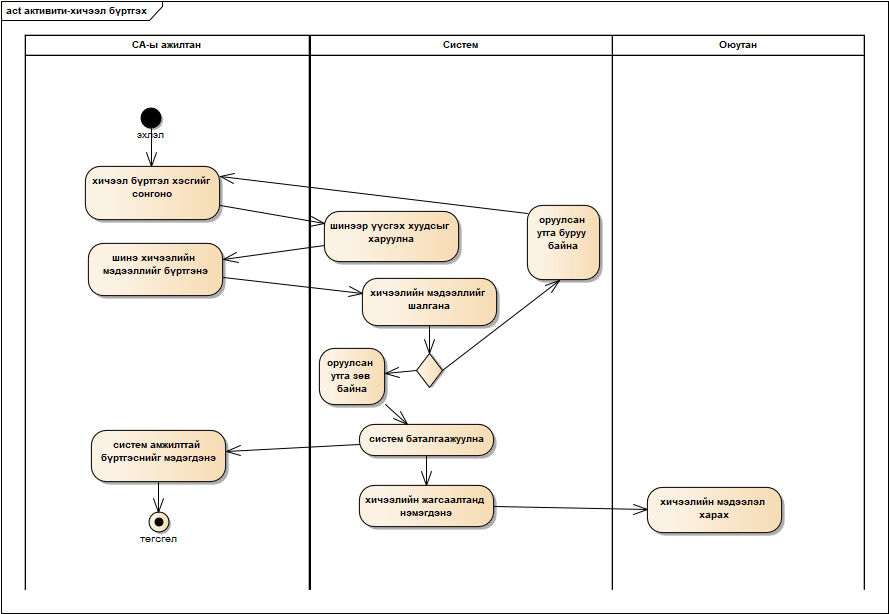 act активити-хичээл бүртгэх
СА-ы ажилтан
Систем
Оюутан
эхлэл
хичээл бүртгэл хэсгийг
сонгоно
шинээр үүсгэх хуудсыг
харуулна
оруулсан
утга буруу
байна
шинэ хичээлийн
мэдээллийг бүртгэнэ
хичээлийн мэдээллийг
шалгана
оруулсан
утга зөв
байна
систем баталгаажуулна
систем амжилттай
бүртгэснийг мэдэгдэнэ
хичээлийн жагсаалтанд
нэмэгдэнэ
хичээлийн мэдээлэл
харах
төгсгөл